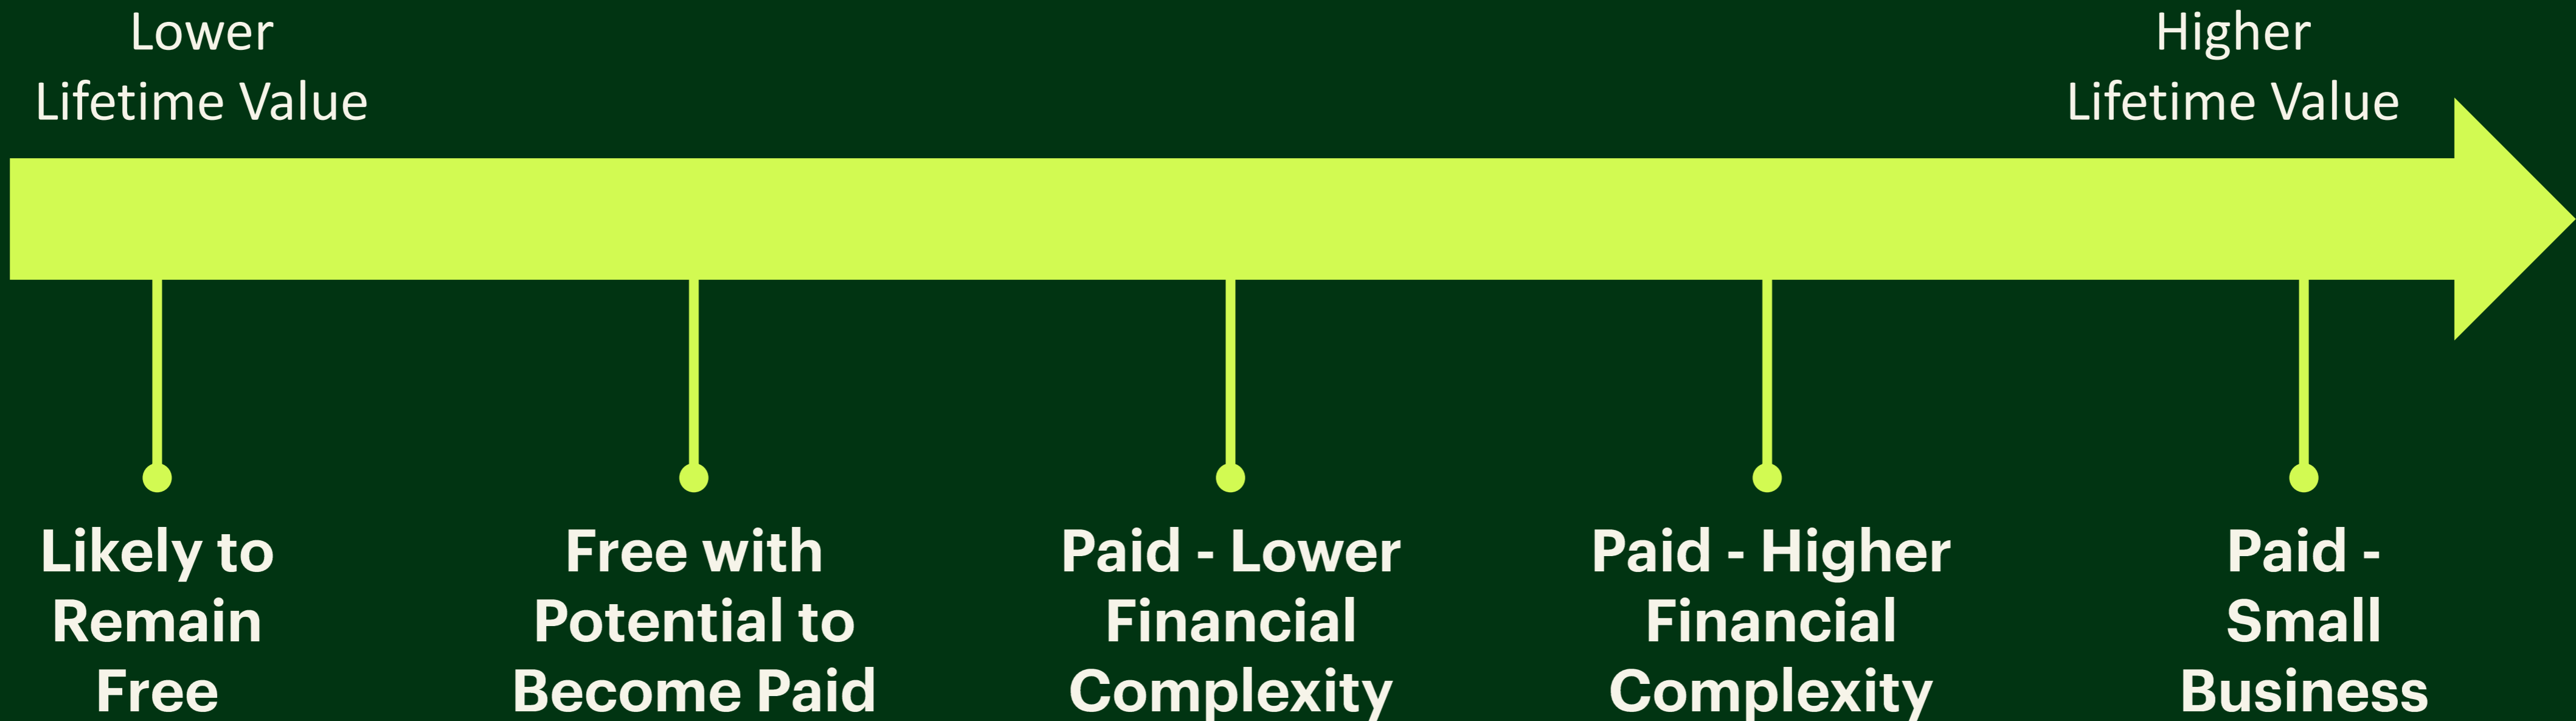 Lower
Lifetime Value
Higher
Lifetime Value
Likely to
Remain
Free
Free with
Potential to
Become Paid
Paid - Lower
Financial
Complexity
Paid - Higher
Financial
Complexity
Paid -
Small
Business